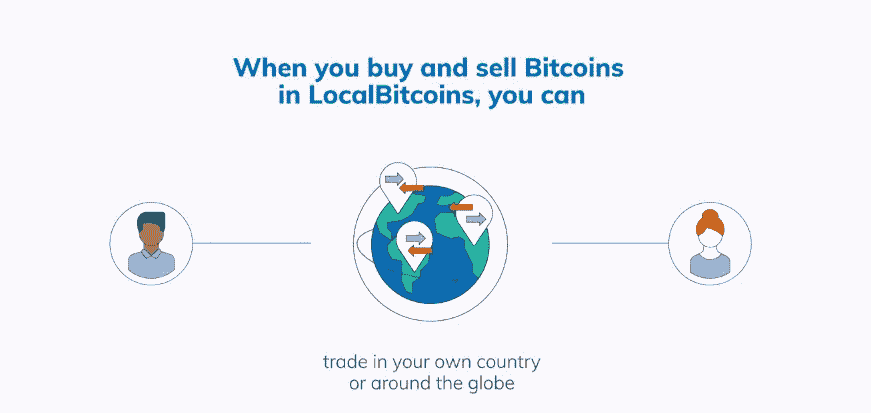 When you buy and sell Bitcoins
in LocalBitcoins, you can
trade in your own country
or around the globe